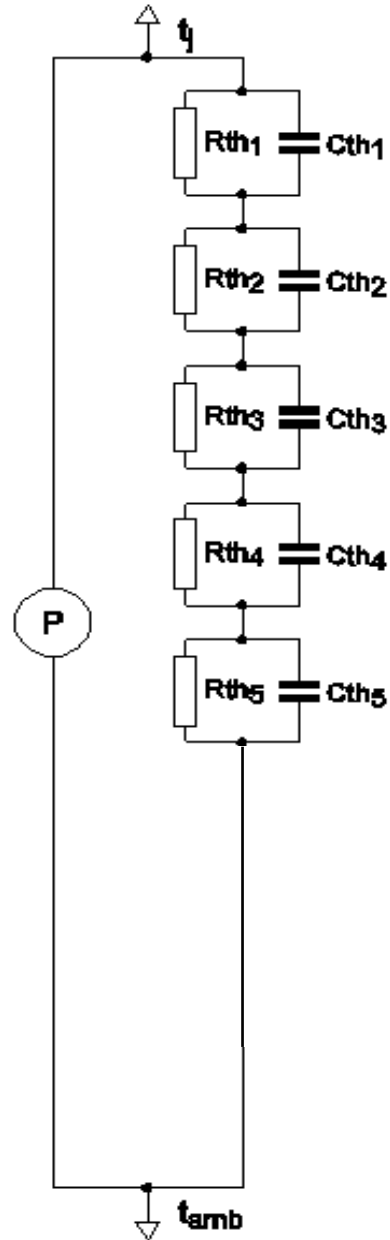 tj
Rth1 Cth1
Rth2 Cth2
Rth3 Cth3
Rth4 Cth4
P
Rth5 Cth5
tamb